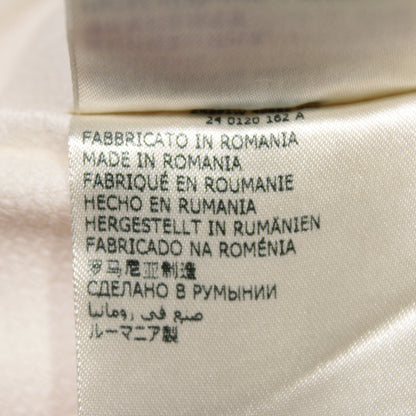 24 0120 162 A
FABBRICATO IN ROMANIA
MADE IN ROMANIA
FABRIQUÉ EN ROUMANIE
HECHO EN RUMANIA
HERGESTELLT IN RUMÄNIEN
FABRICADO NA ROMÉNIA
罗马尼亚制造
СДЕЛАНО В РУМЫНИИ
صنع في رومانيا
ルーマニア製